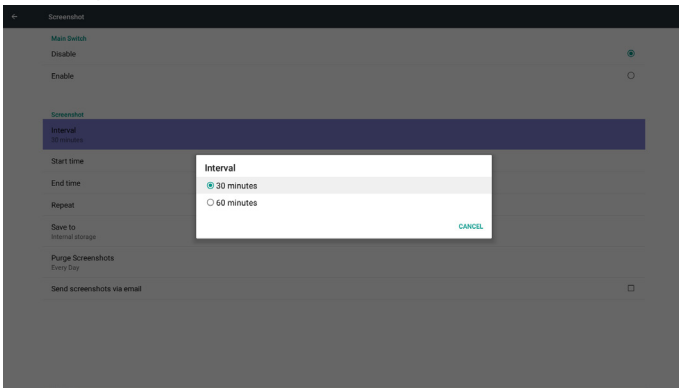 Screenshot
Main Switch
Disable
Enable
Screenshot
Interval
30 minutes
Start time
End time
Repeat
Save to
Internal storage
Purge Screenshots
Every Day
Send screenshots via email
Interval
30 minutes
60 minutes
CANCEL